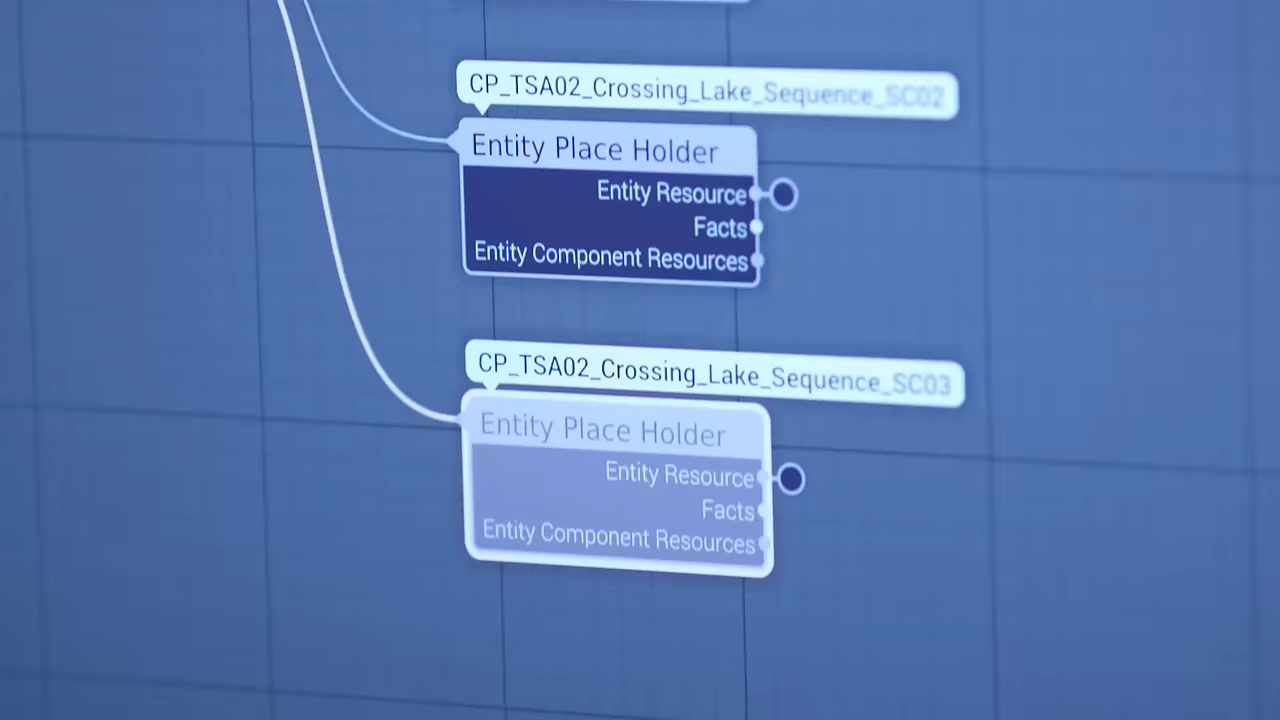 CP_TSA02_Crossing_Lake_Sequence_SC02
Entity Place Holder
Entity Resource
Facts
Entity Component Resources
CP_TSA02_Crossing_Lake_Sequence_SC03
Entity Place Holder
Entity Resource
Facts
Entity Component Resources